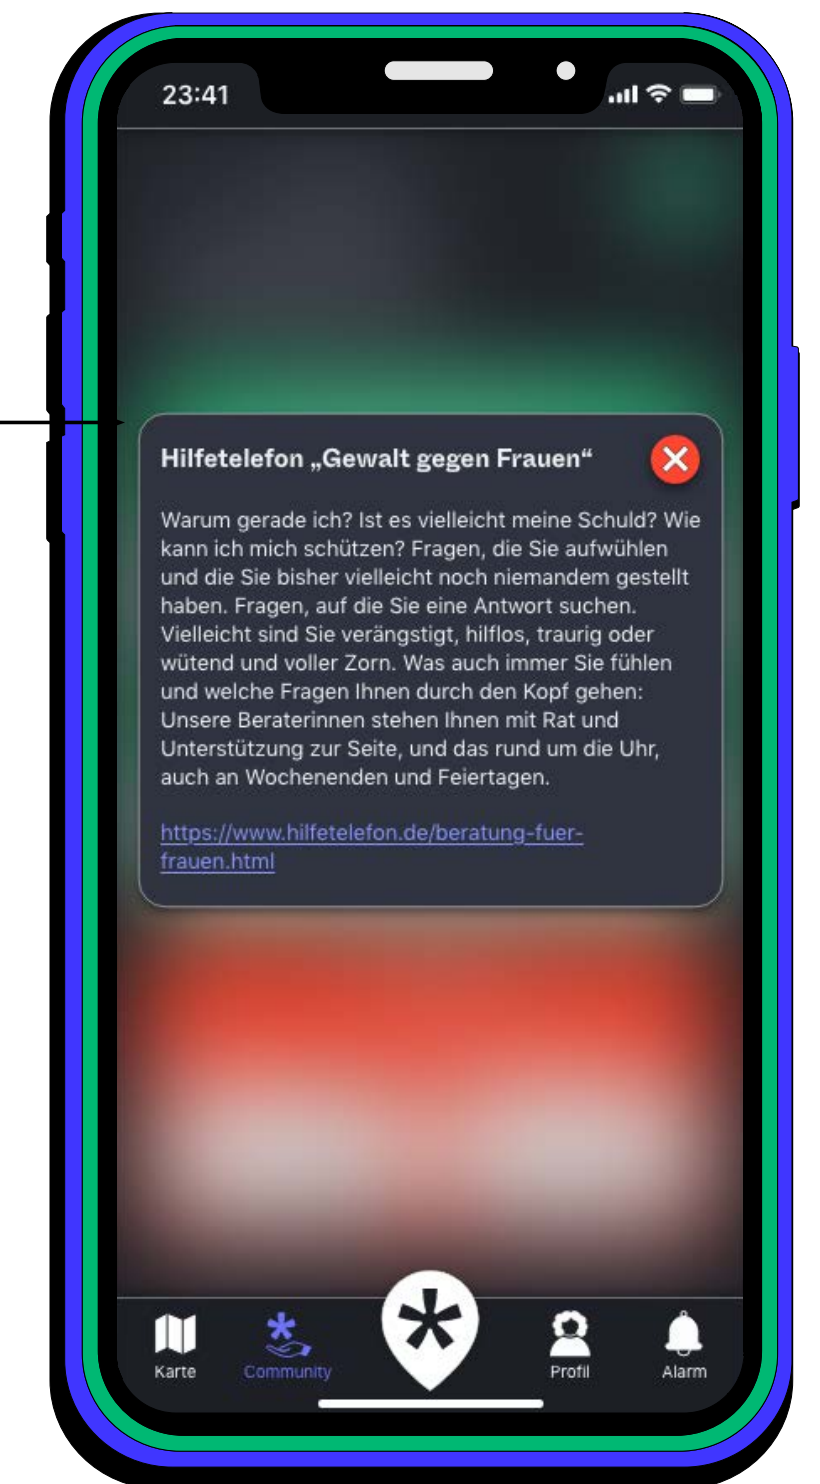 23:41
Hilfetelefon „Gewalt gegen Frauen“
Warum gerade ich? Ist es vielleicht meine Schuld? Wie
kann ich mich schützen? Fragen, die Sie aufwühlen
und die Sie bisher vielleicht noch niemandem gestellt
haben. Fragen, auf die Sie eine Antwort suchen.
Vielleicht sind Sie verängstigt, hilflos, traurig oder
wütend und voller Zorn. Was auch immer Sie fühlen
und welche Fragen Ihnen durch den Kopf gehen:
Unsere Beraterinnen stehen Ihnen mit Rat und
Unterstützung zur Seite, und das rund um die Uhr,
auch an Wochenenden und Feiertagen.
https://www.hilfetelefon.de/beratung-fuer-
frauen.html
Karte Community Profil Alarm